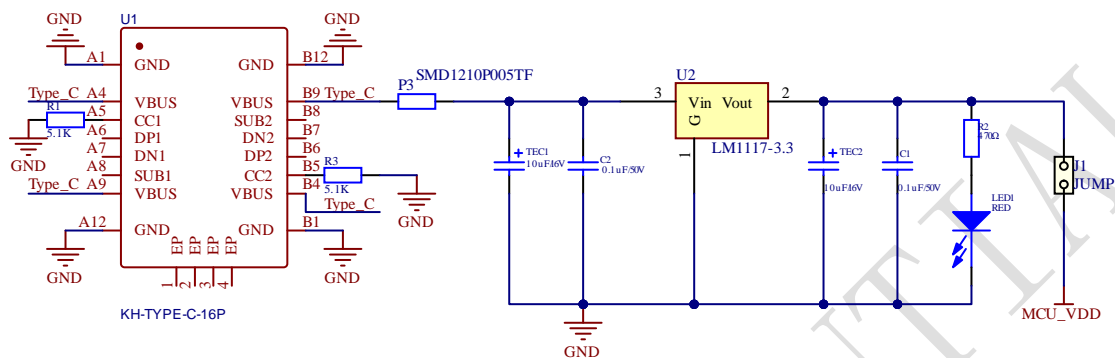 U1
GND
GND
A1
GND
GND
B12
Type_C
A4
VBUS
VBUS
B9
Type_C
P3
SMD1210P005TF
R1
5.1K
A5
CC1
SUB2
B8
GND
A6
DP1
DN2
B7
A7
DN1
DP2
B6
A8
SUB1
CC2
B5
R3
5.1K
Type_C
A9
VBUS
VBUS
B4
Type_C
GND
A12
GND
GND
B1
GND
GND
EP
EP
EP
EP
1
2
3
4
KH-TYPE-C-16P
U2
3
Vin
Vout
2
G
1
LM1117-3.3
+
TEC1
10uF/16V
C2
0.1uF/50V
+
TEC2
10uF/16V
C1
0.1uF/50V
R2
470Ω
LED1
RED
J1
JUMP
GND
MCU_VDD